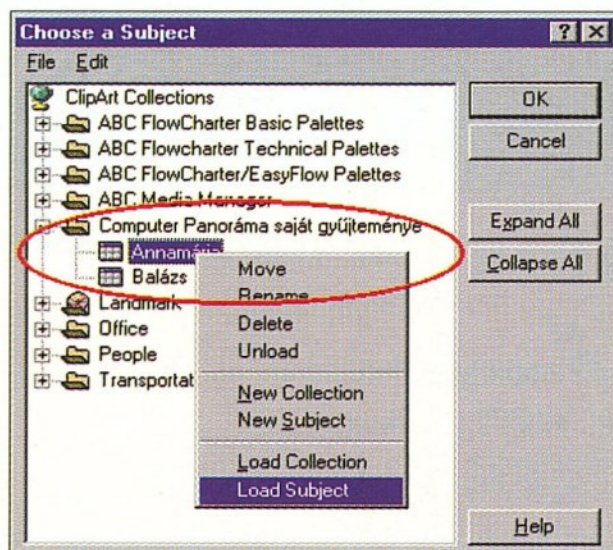 Choose a Subject
File Edit
ClipArt Collections
ABC FlowCharter Basic Palettes
ABC Flowcharter Technical Palettes
ABC FlowCharter/EasyFlow Palettes
ABC Media Manager
Computer Panoráma saját gyűjteménye
Annamária
Balázs
Landmark
Office
People
Transportat
Move
Rename
Delete
Unload
New Collection
New Subject
Load Collection
Load Subject
OK
Cancel
Expand All
Collapse All
Help